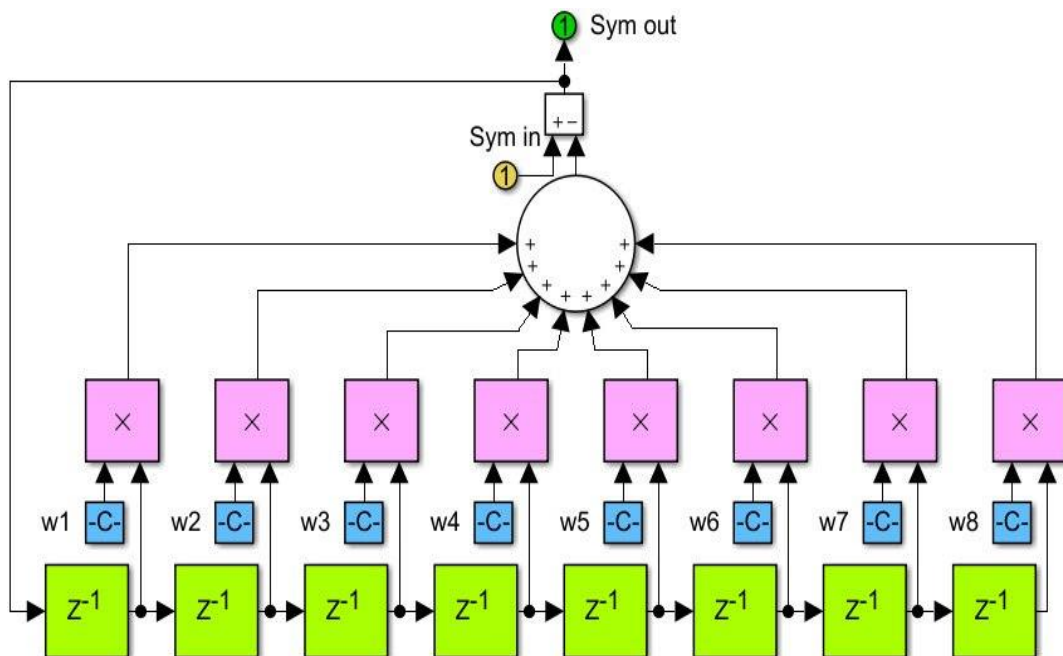 1 Sym out
+ −
Sym in
1
+ +
+ +
+ +
+ +
× × × × × × × ×
w1 -C- w2 -C- w3 -C- w4 -C- w5 -C- w6 -C- w7 -C- w8 -C-
Z⁻¹ Z⁻¹ Z⁻¹ Z⁻¹ Z⁻¹ Z⁻¹ Z⁻¹ Z⁻¹